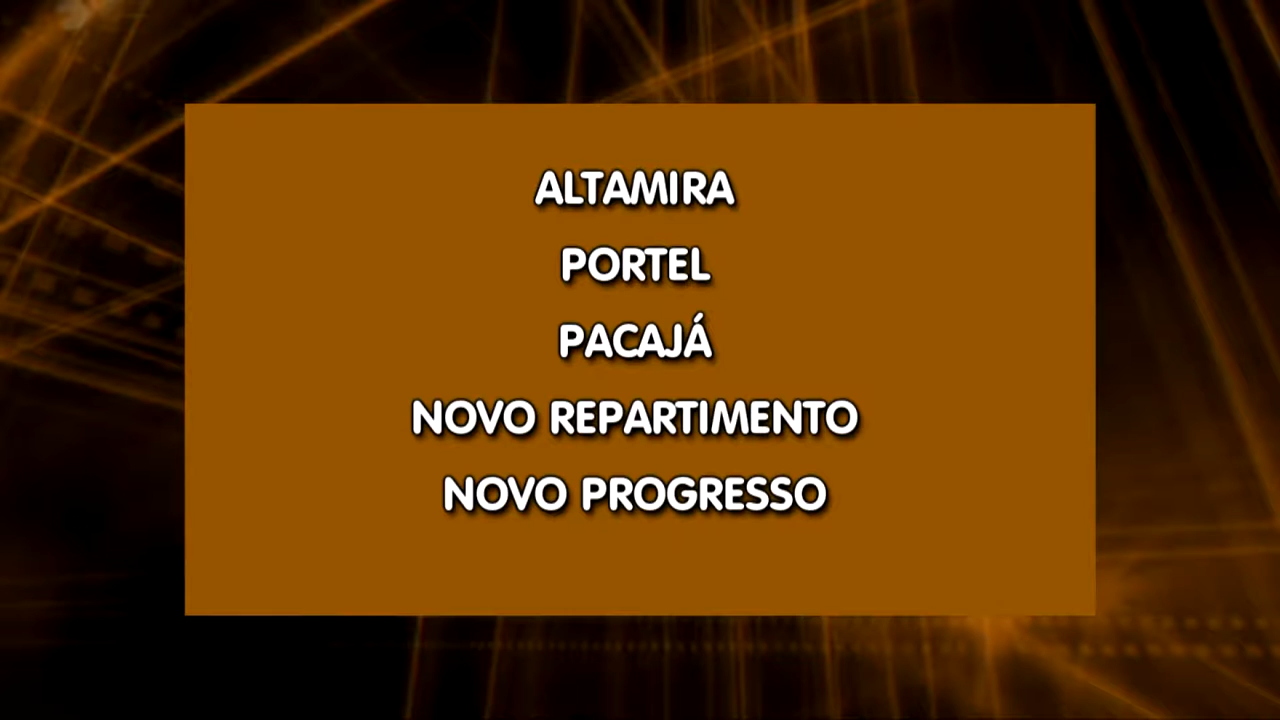 ALTAMIRA
PORTEL
PACAJÁ
NOVO REPARTIMENTO
NOVO PROGRESSO